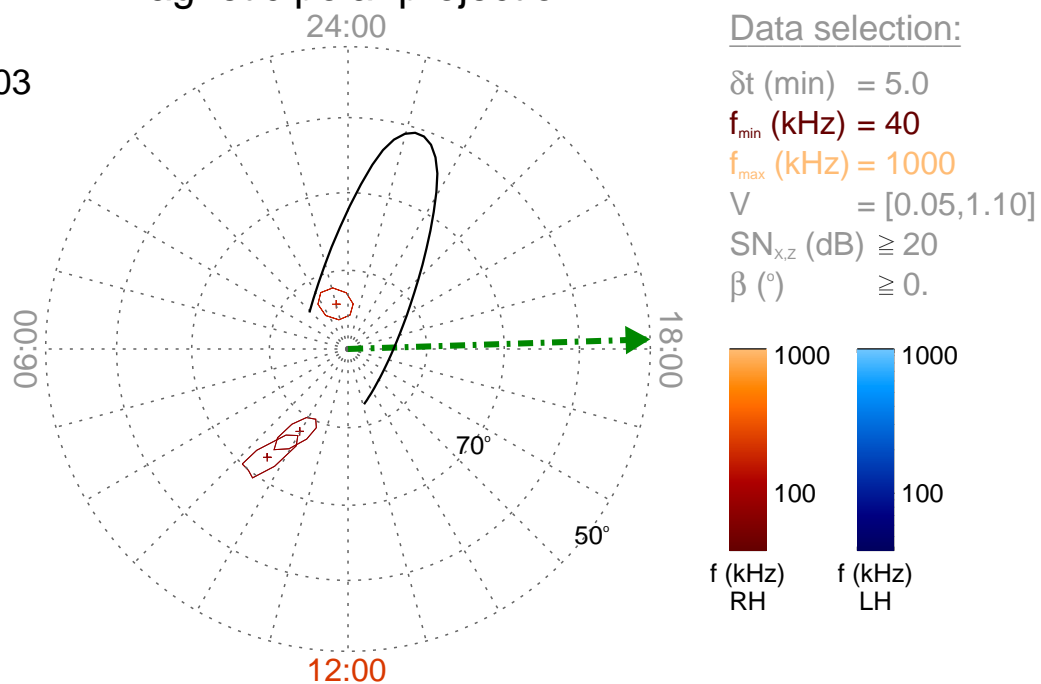 24:00
03
06:00
18:00
70°
50°
12:00
Data selection:
δt (min) = 5.0
fmin (kHz) = 40
fmax (kHz) = 1000
V = [0.05,1.10]
SNx,z (dB) ≧ 20
β (°) ≧ 0.
1000 1000
100 100
f (kHz) f (kHz)
RH LH